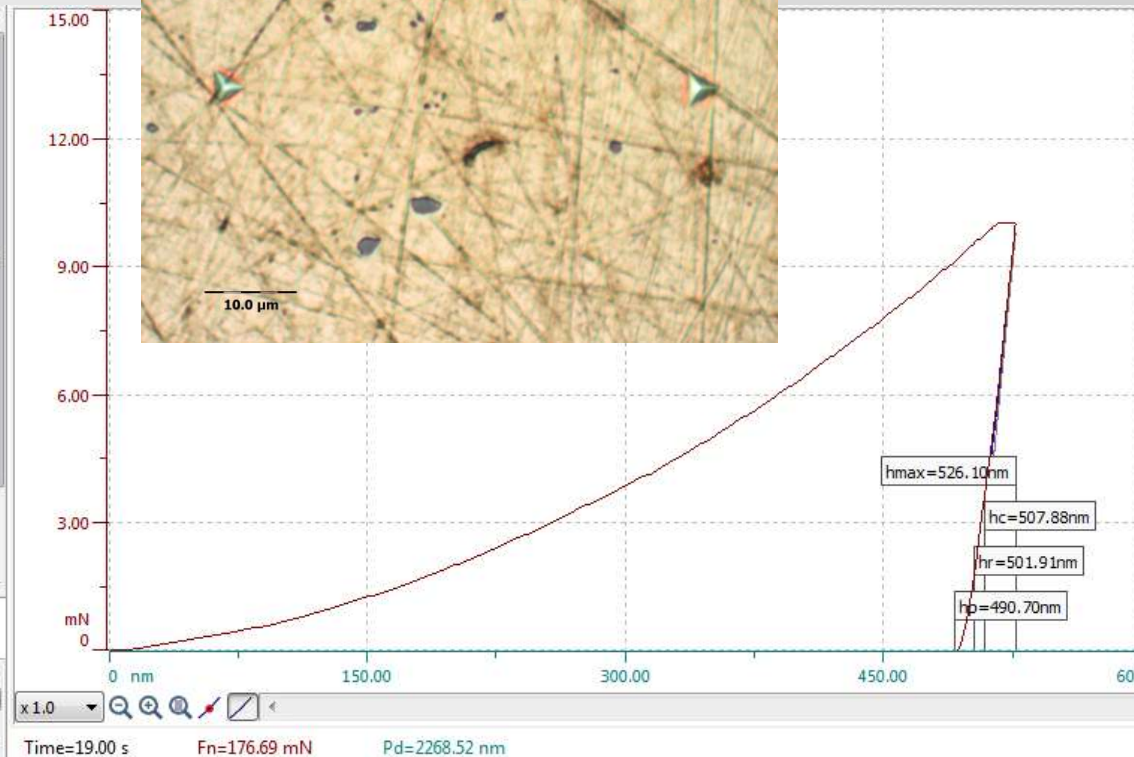 15.00
12.00
9.00
6.00
3.00
mN
0
10.0 µm
hmax=526.10nm
hc=507.88nm
hr=501.91nm
hp=490.70nm
0 nm 150.00 300.00 450.00
x 1.0
Time=19.00 s Fn=176.69 mN Pd=2268.52 nm